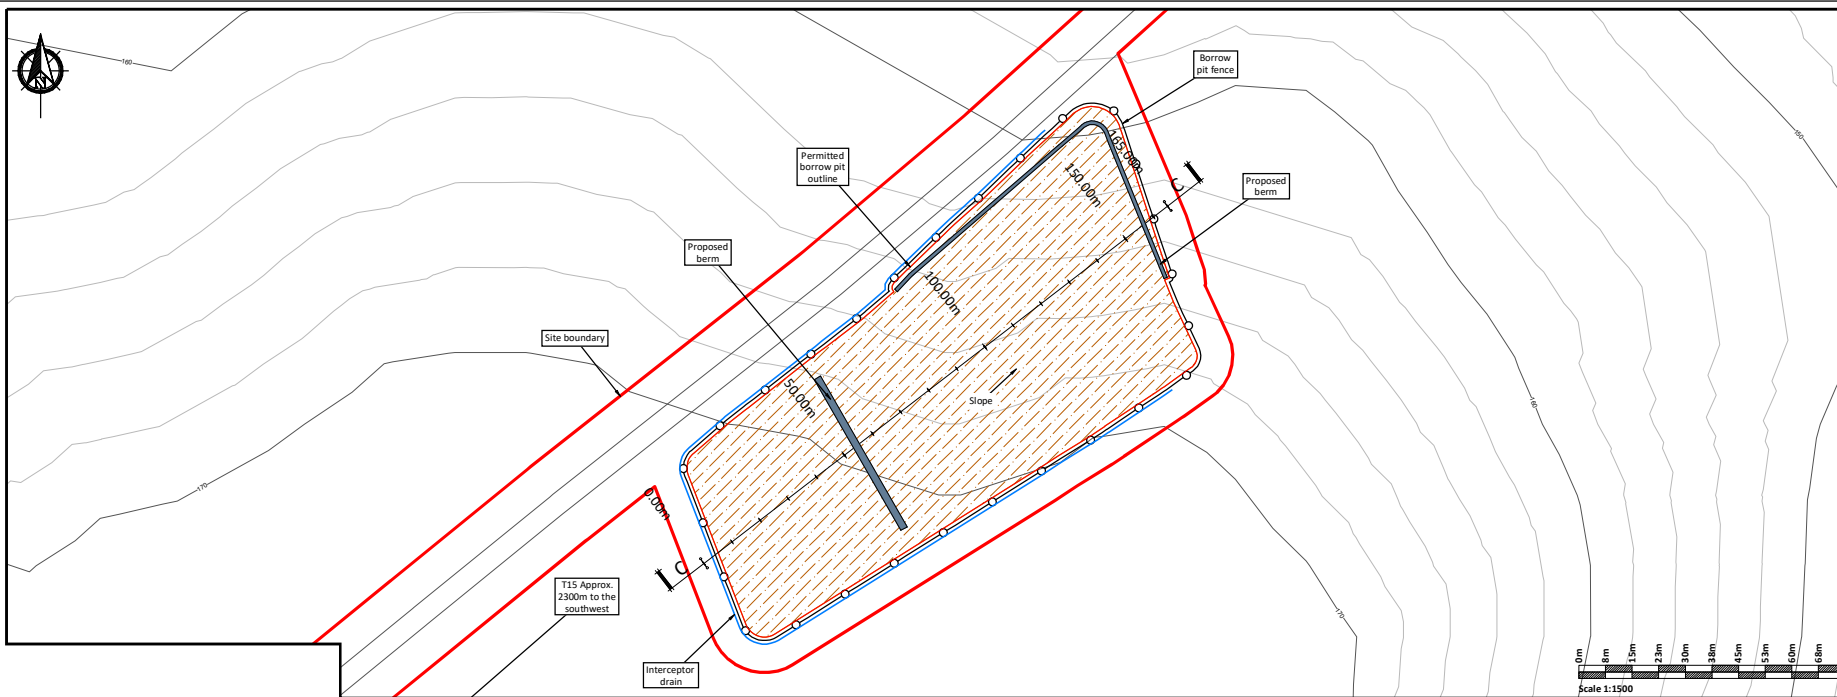 160
N
Borrow
pit fence
Permitted
borrow pit
outline
165.00m
150.00m
C
Proposed
berm
Proposed
berm
100.00m
Site boundary
50.00m
Slope
170
0.00m
C
T15 Approx.
2300m to the
southwest
Interceptor
drain
150
160
170
0m
8m
15m
23m
30m
38m
45m
53m
60m
68m
Scale 1:1500